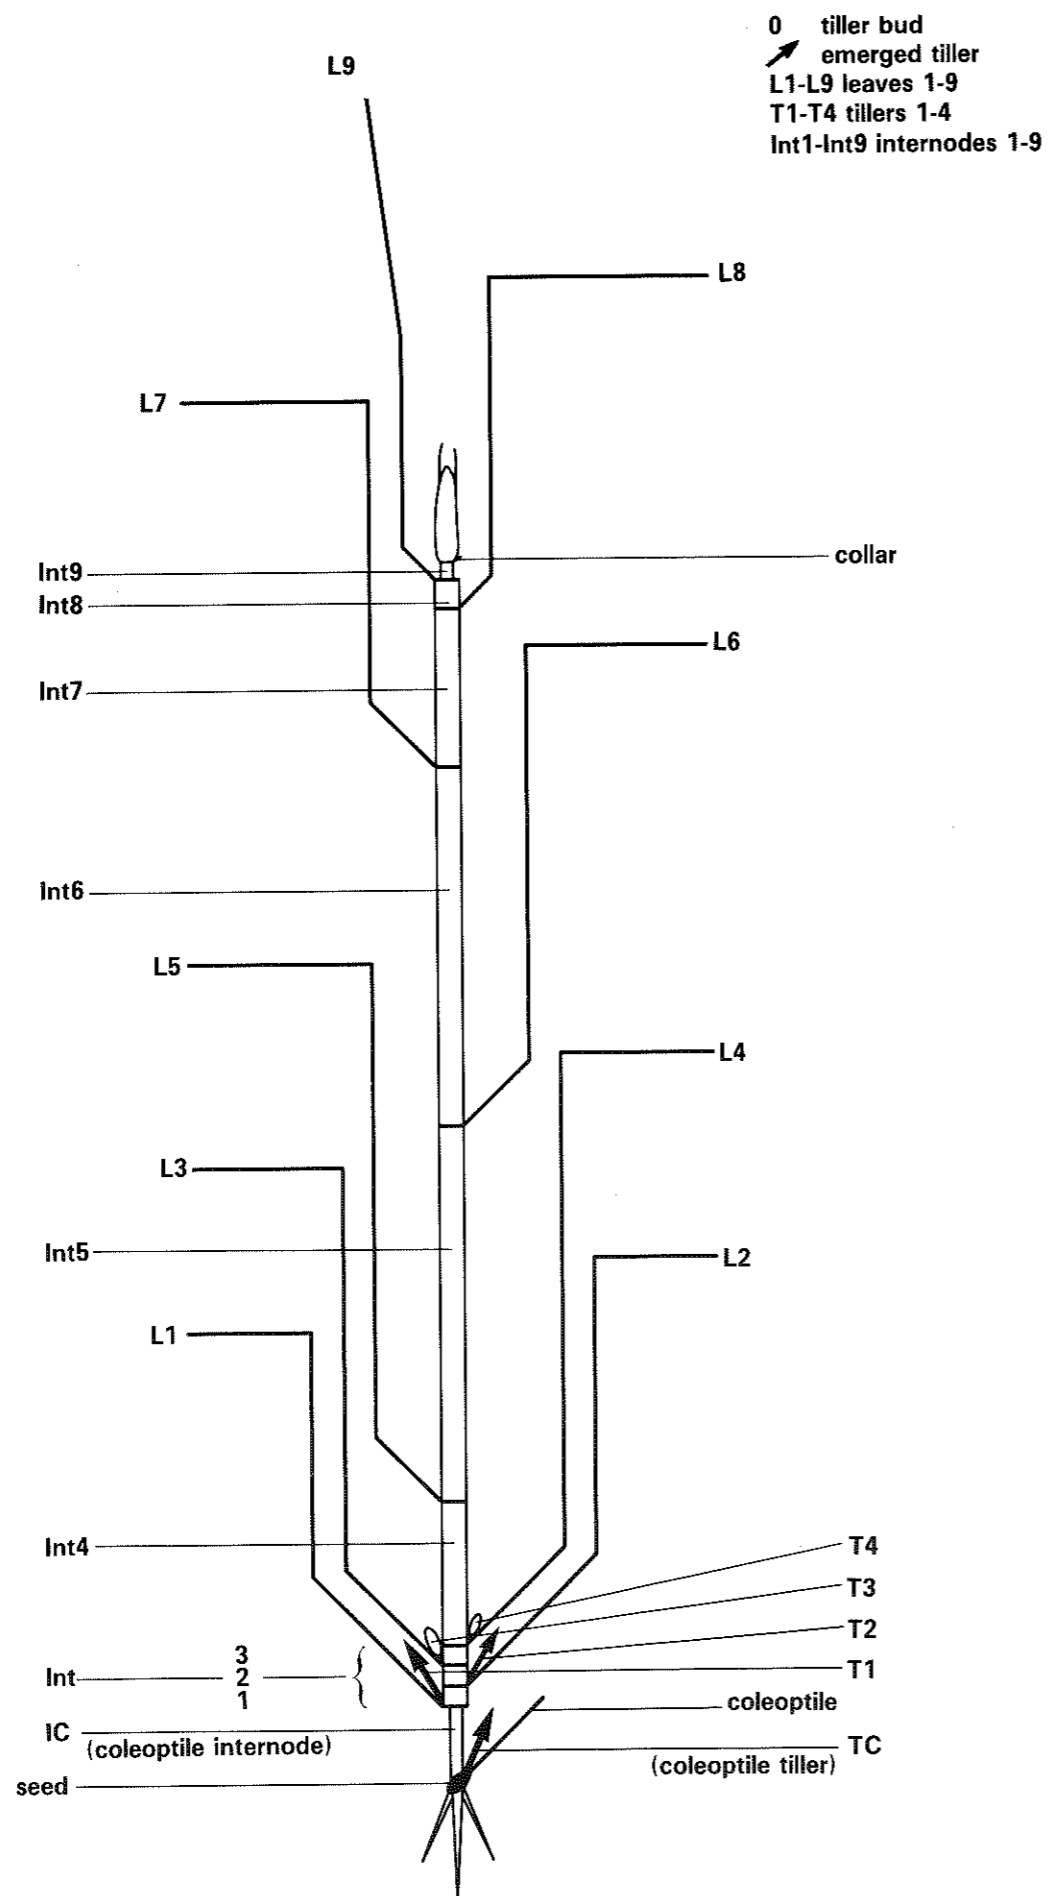 0 tiller bud
emerged tiller
L1-L9 leaves 1-9
T1-T4 tillers 1-4
Int1-Int9 internodes 1-9
L9
L8
L7
collar
Int9
Int8
L6
Int7
Int6
L5
L4
L3
Int5
L2
L1
Int4
T4
T3
T2
3
Int 2
1
T1
coleoptile
IC
(coleoptile internode)
TC
(coleoptile tiller)
seed